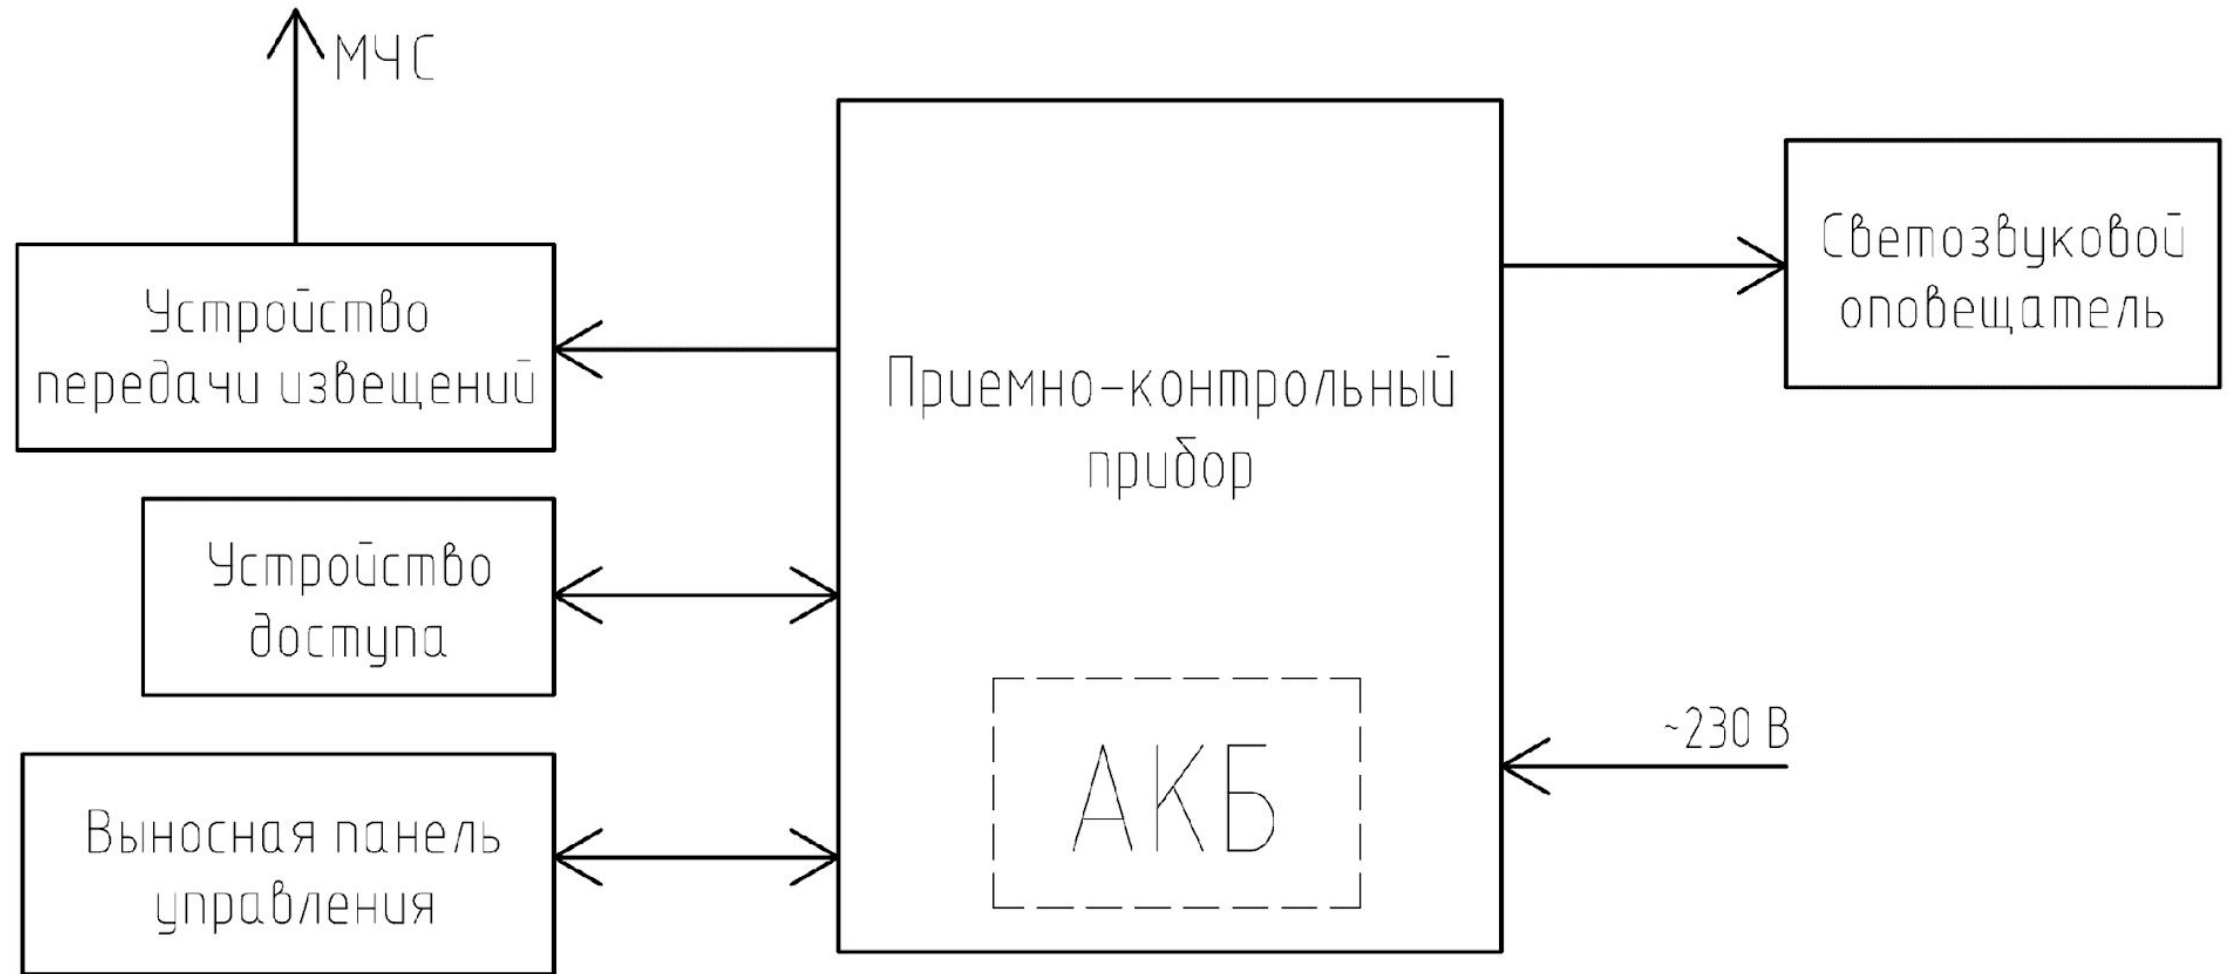 МЧС
Устройство
передачи извещений
Устройство
доступа
Выносная панель
управления
Приемно-контрольный
прибор
АКБ
Светозвуковой
оповещатель
~230 В